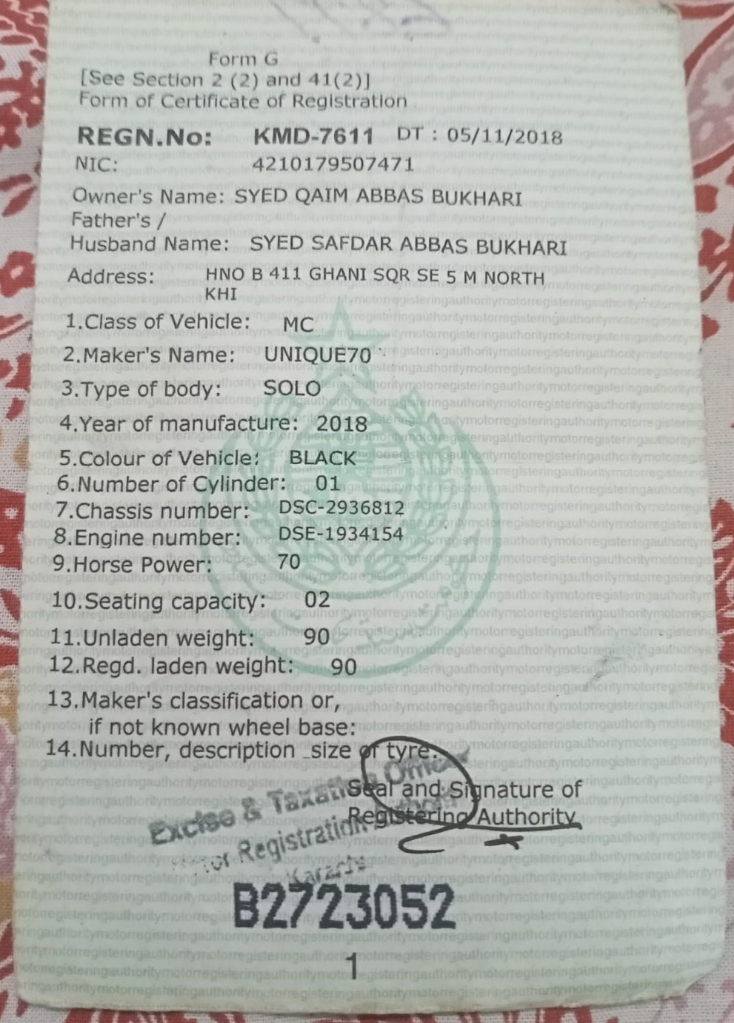 Form G
[See Section 2 (2) and 41(2)]
Form of Certificate of Registration
REGN.No: KMD-7611 DT : 05/11/2018
NIC: 4210179507471
Owner's Name: SYED QAIM ABBAS BUKHARI
Father's /
Husband Name: SYED SAFDAR ABBAS BUKHARI
Address: HNO B 411 GHANI SQR SE 5 M NORTH
KHI
1.Class of Vehicle: MC
2.Maker's Name: UNIQUE70
3.Type of body: SOLO
4.Year of manufacture: 2018
5.Colour of Vehicle: BLACK
6.Number of Cylinder: 01
7.Chassis number: DSC-2936812
8.Engine number: DSE-1934154
9.Horse Power: 70
10.Seating capacity: 02
11.Unladen weight: 90
12.Regd. laden weight: 90
13.Maker's classification or,
if not known wheel base:
14.Number, description size of tyre
Seal and Signature of
Registering Authority
Excise & Taxation Officer
Registration
B2723052
1